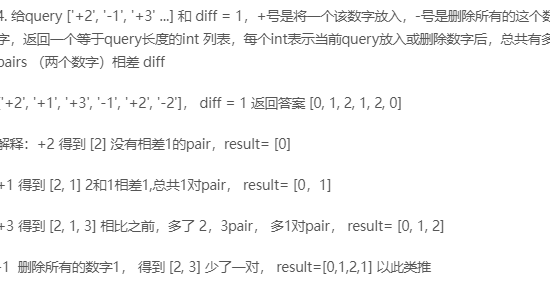 4. 给query ['+2', '-1', '+3' ...] 和 diff = 1，+号是将一个该数字放入，-号是删除所有的这个数
字，返回一个等于query长度的int 列表，每个int表示当前query放入或删除数字后，总共有多
pairs （两个数字）相差 diff
['+2', '+1', '+3', '-1', '+2', '-2']， diff = 1 返回答案 [0, 1, 2, 1, 2, 0]
解释：+2 得到 [2] 没有相差1的pair，result= [0]
+1 得到 [2, 1] 2和1相差1,总共1对pair， result= [0，1]
+3 得到 [2, 1, 3] 相比之前，多了 2，3pair， 多1对pair， result= [0, 1, 2]
-1 删除所有的数字1， 得到 [2, 3] 少了一对， result=[0,1,2,1] 以此类推